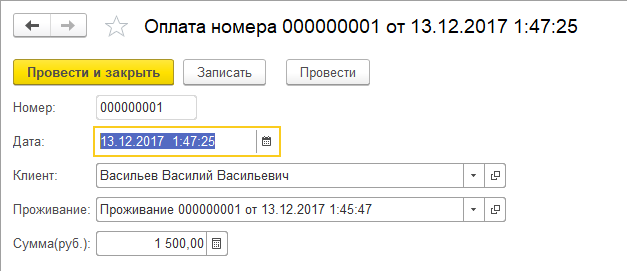 Оплата номера 000000001 от 13.12.2017 1:47:25
Провести и закрыть Записать Провести
Номер: 000000001
Дата: 13.12.2017 1:47:25
Клиент: Васильев Василий Васильевич
Проживание: Проживание 000000001 от 13.12.2017 1:45:47
Сумма(руб.): 1 500,00